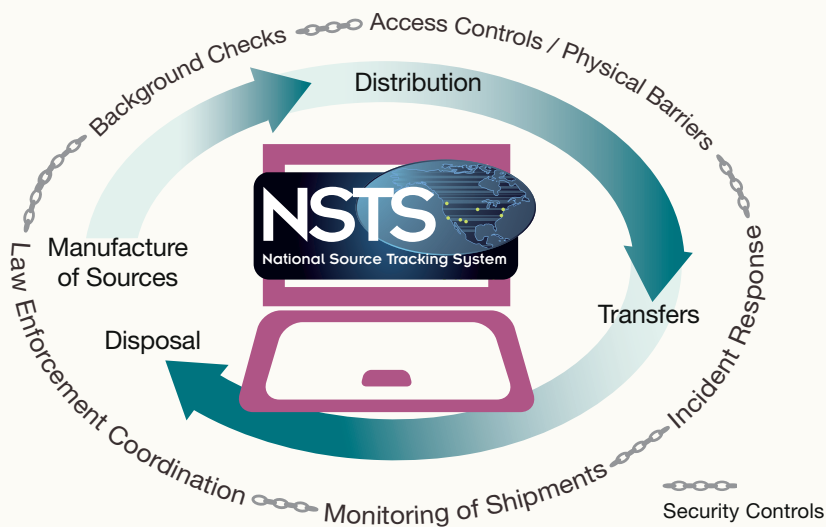 Background Checks
Access Controls / Physical Barriers
Distribution
NSTS
National Source Tracking System
Manufacture
of Sources
Transfers
Disposal
Incident Response
Law Enforcement Coordination
Monitoring of Shipments
Security Controls